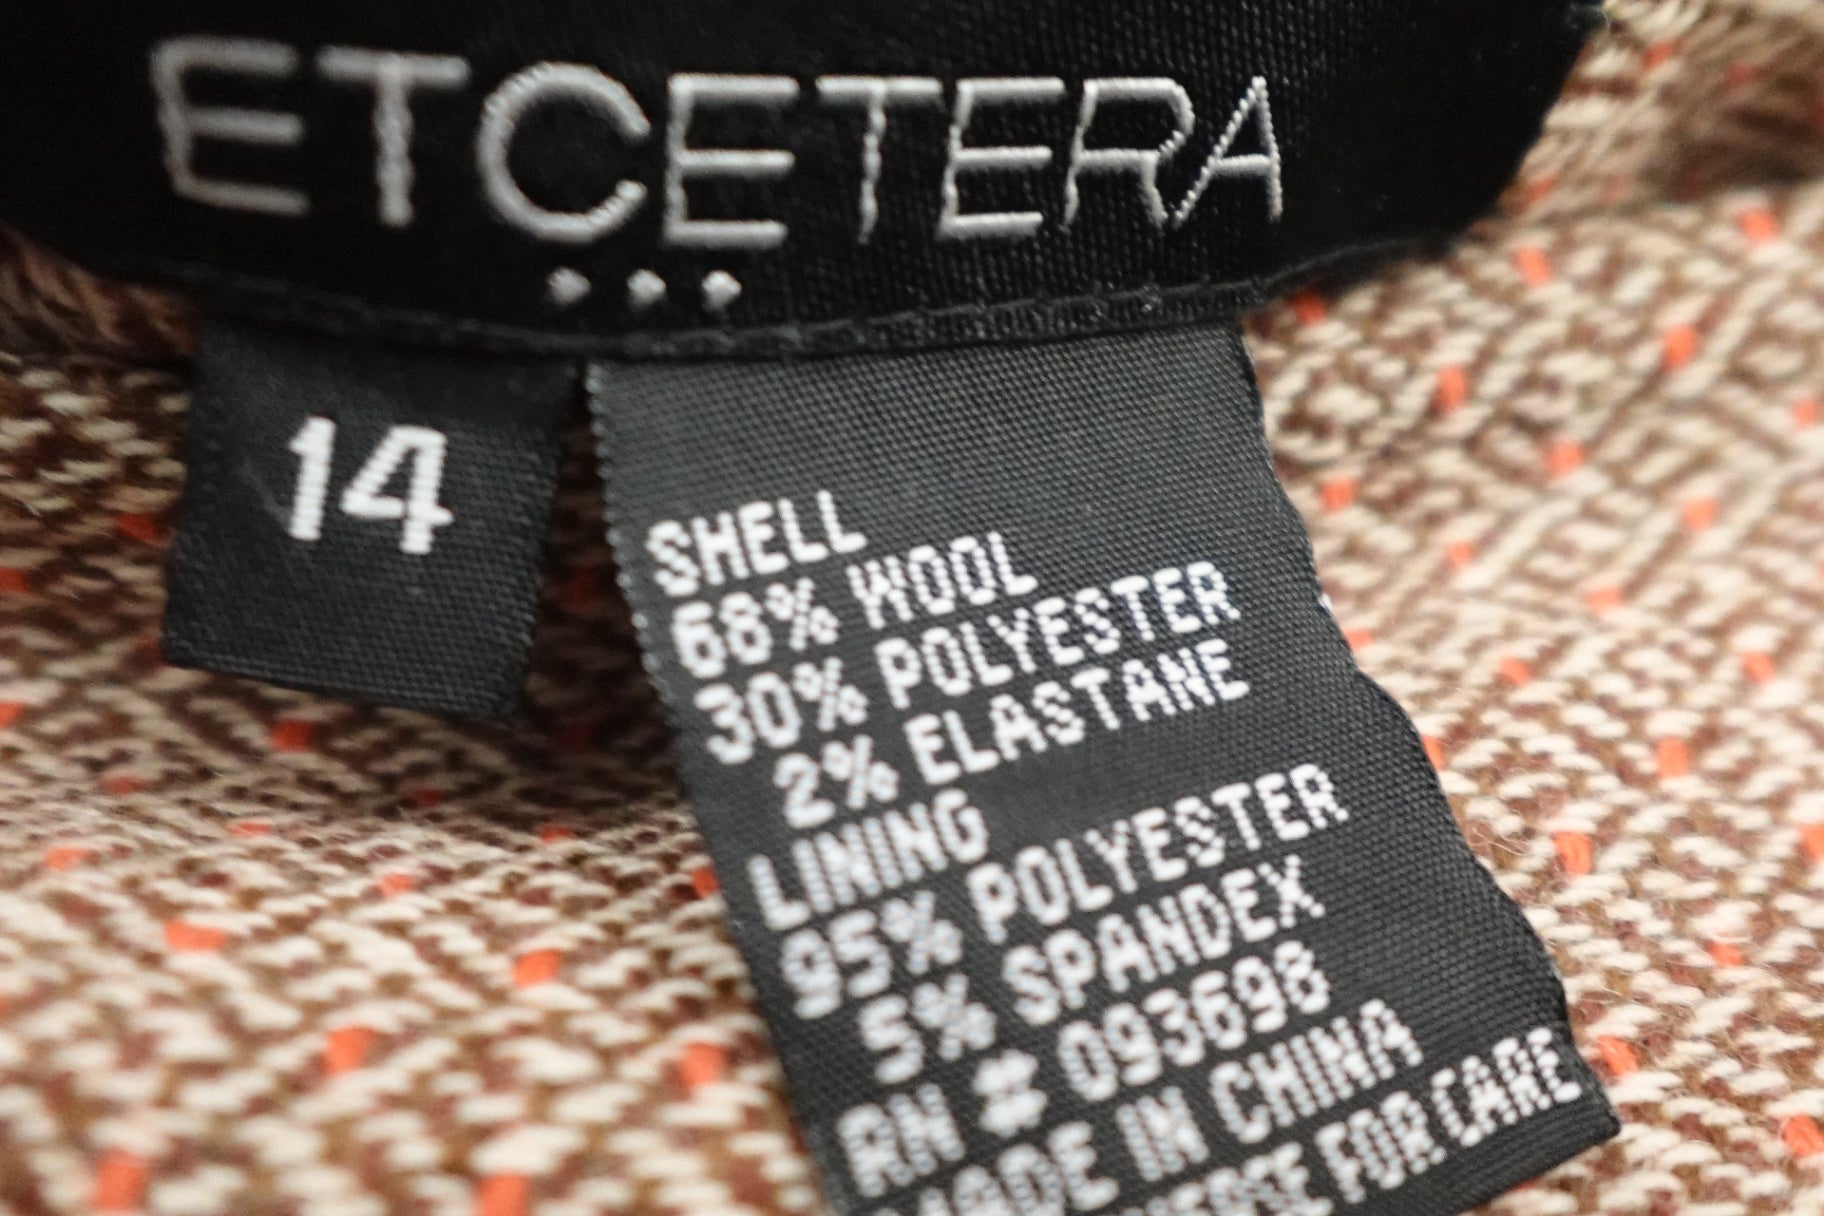 ETCETERA
...
14
SHELL
68% WOOL
30% POLYESTER
2% ELASTANE
LINING
95% POLYESTER
5% SPANDEX
RN # 093698
MADE IN CHINA
FOR CARE